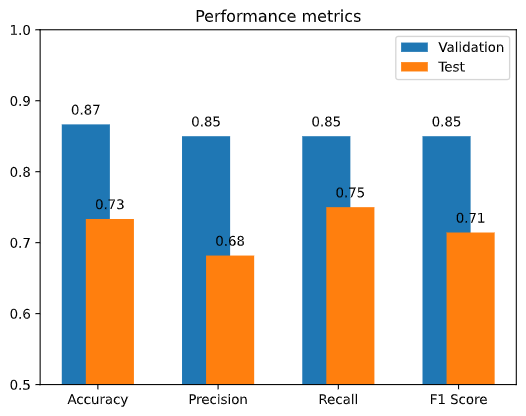 Performance metrics
1.0
0.9
0.8
0.7
0.6
0.5
Validation
Test
0.87
0.73
0.85
0.68
0.85
0.75
0.85
0.71
Accuracy
Precision
Recall
F1 Score